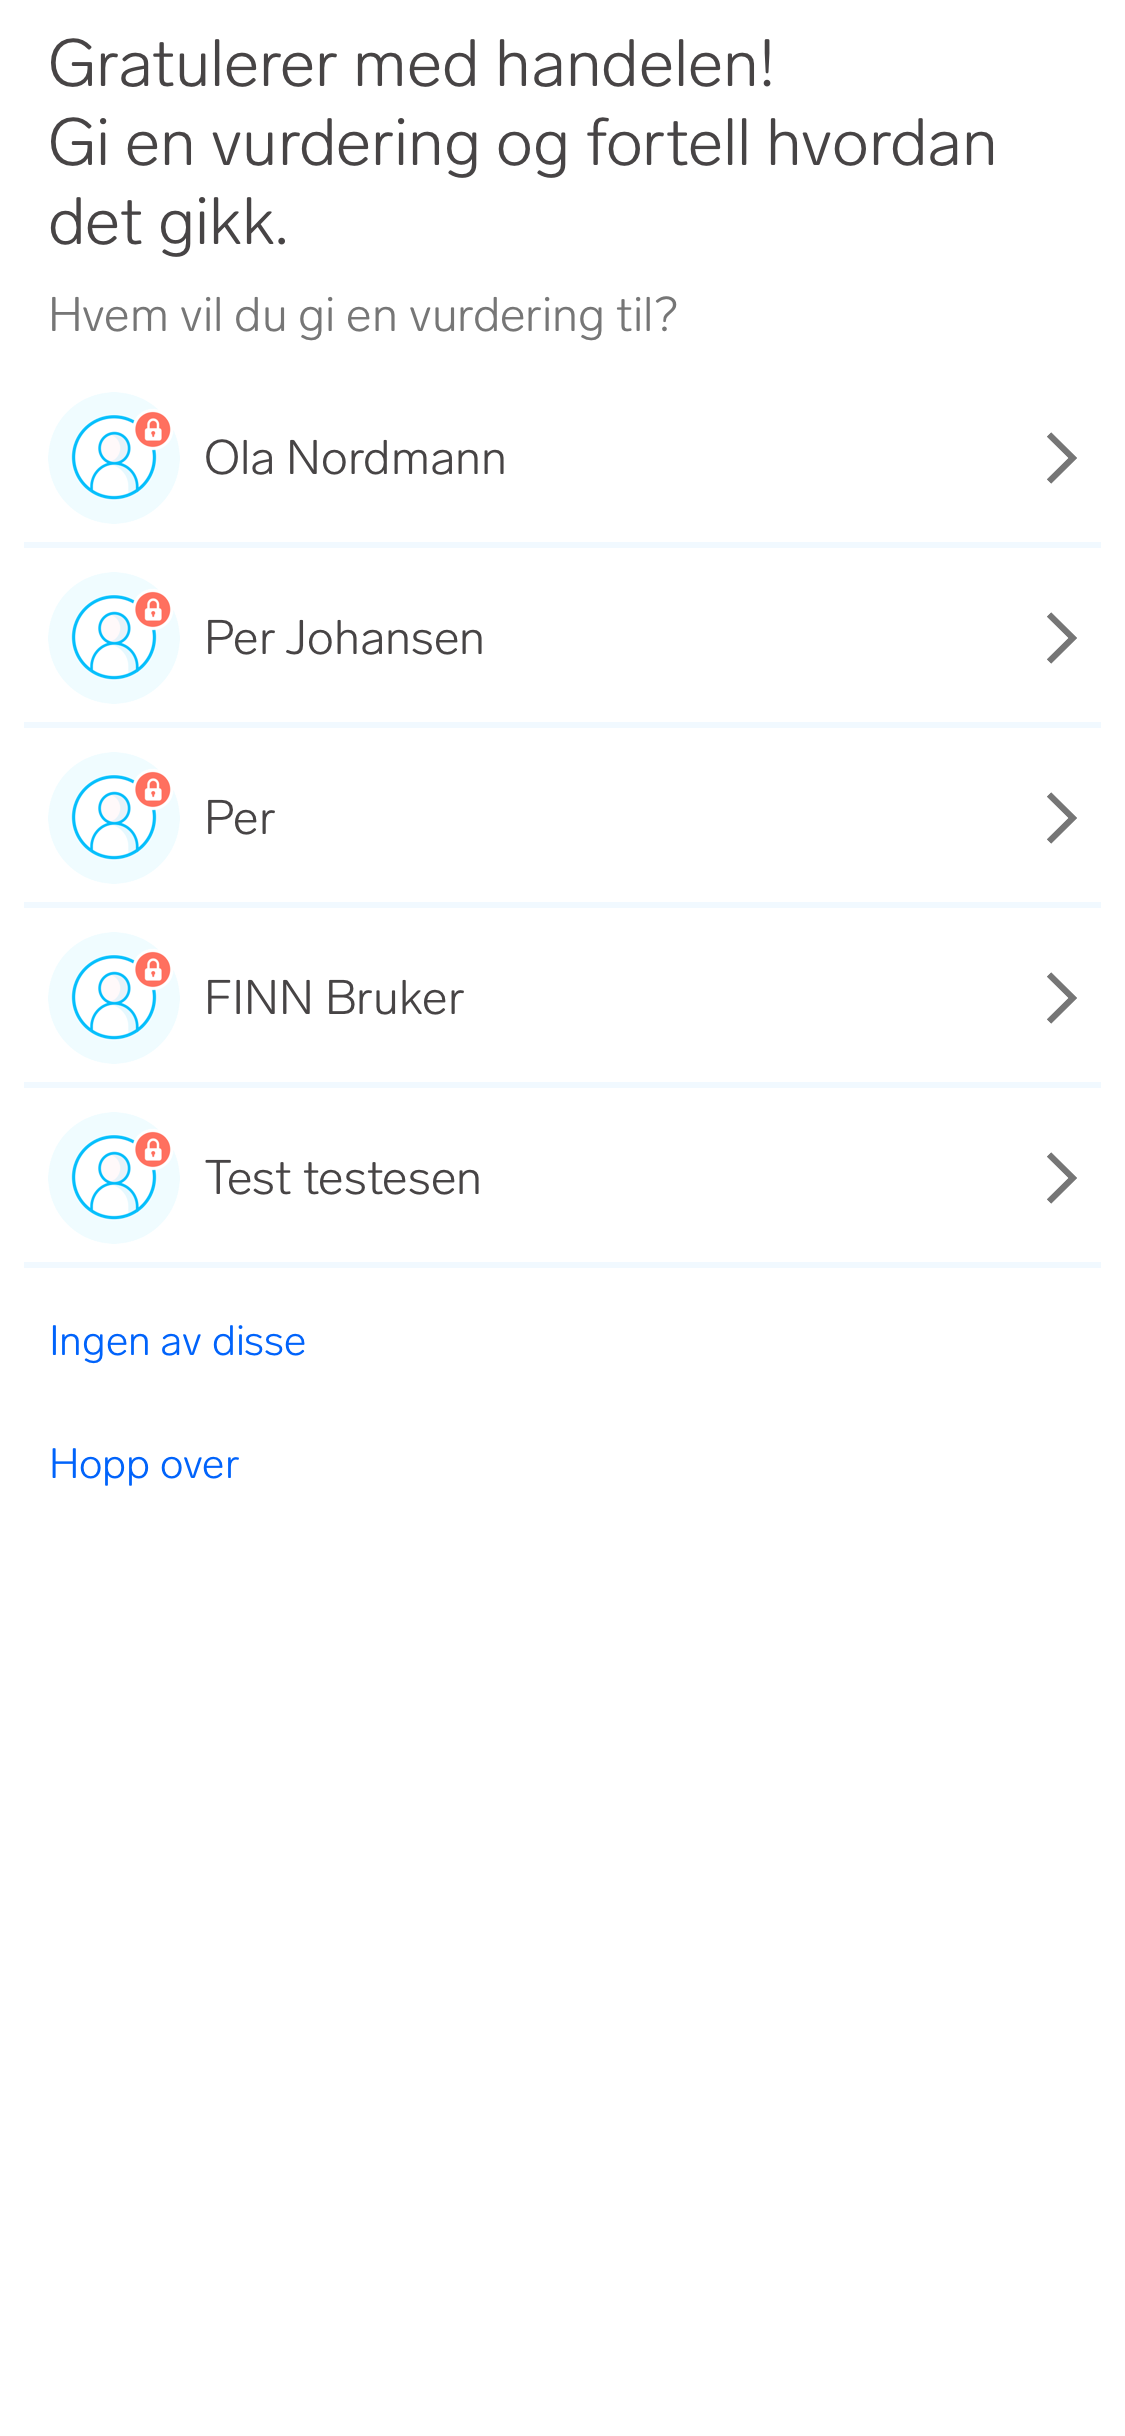 Gratulerer med handelen!
Gi en vurdering og fortell hvordan
det gikk.
Hvem vil du gi en vurdering til?
Ola Nordmann
Per Johansen
Per
FINN Bruker
Test testesen
Ingen av disse
Hopp over